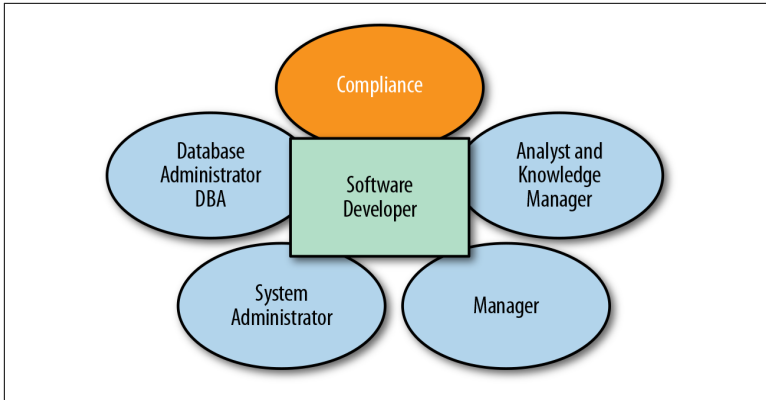 Compliance
Database
Administrator
DBA
Software
Developer
Analyst and
Knowledge
Manager
System
Administrator
Manager